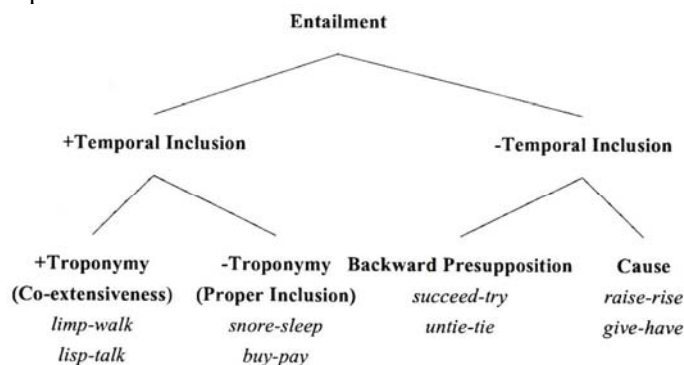 Entailment
+Temporal Inclusion
-Temporal Inclusion
+Troponymy
(Co-extensiveness)
limp-walk
lisp-talk
-Troponymy
(Proper Inclusion)
snore-sleep
buy-pay
Backward Presupposition
succeed-try
untie-tie
Cause
raise-rise
give-have